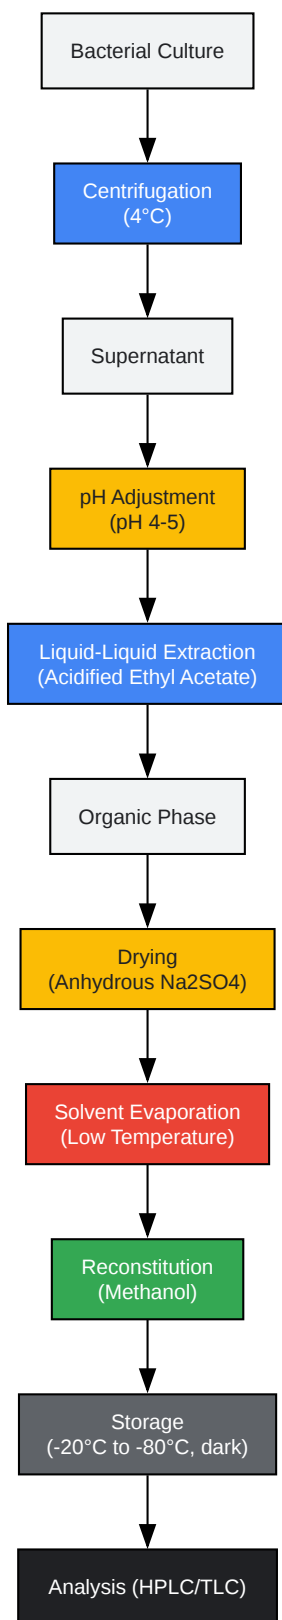 Bacterial Culture
Centrifugation
(4°C)
Supernatant
pH Adjustment
(pH 4-5)
Liquid-Liquid Extraction
(Acidified Ethyl Acetate)
Organic Phase
Drying
(Anhydrous Na2SO4)
Solvent Evaporation
(Low Temperature)
Reconstitution
(Methanol)
Storage
(-20°C to -80°C, dark)
Analysis (HPLC/TLC)